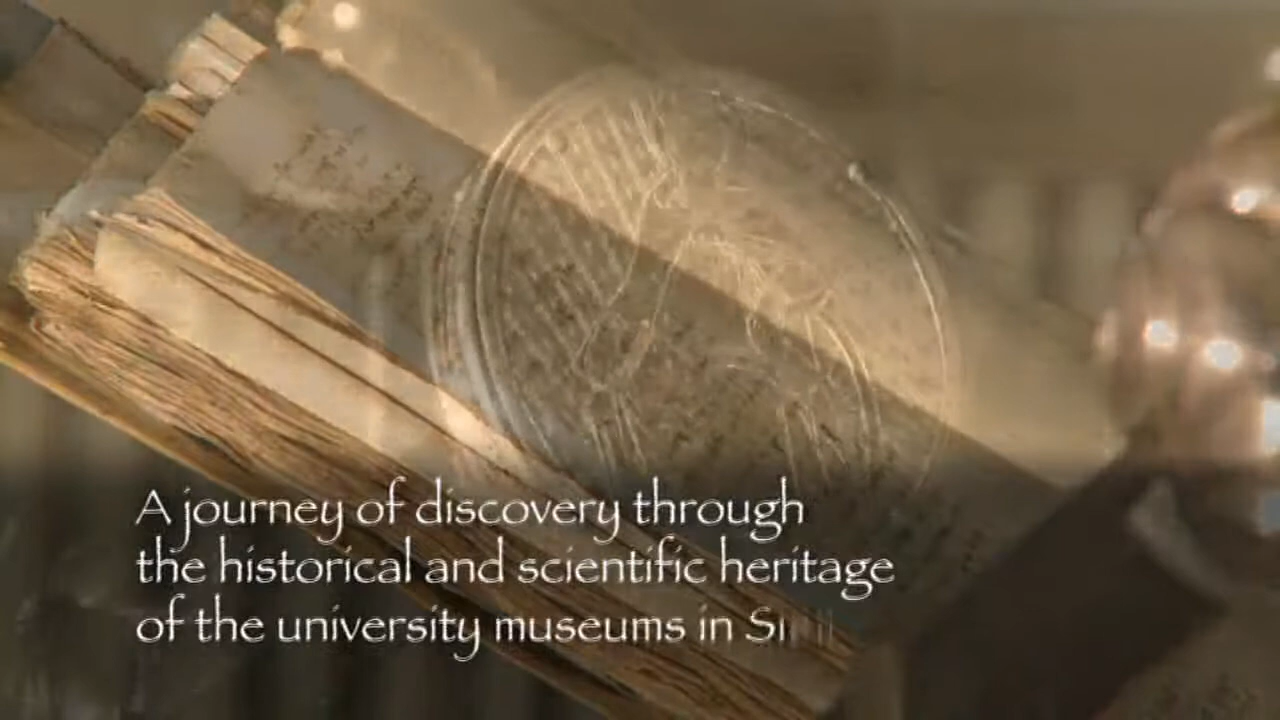 A journey of discovery through
the historical and scientific heritage
of the university museums in